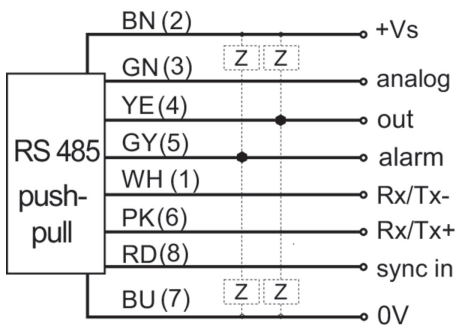 BN (2) +Vs
Z Z
GN (3) analog
YE (4) out
RS 485 GY (5) alarm
push- WH (1) Rx/Tx-
pull PK (6) Rx/Tx+
RD (8) sync in
Z Z
BU (7) 0V